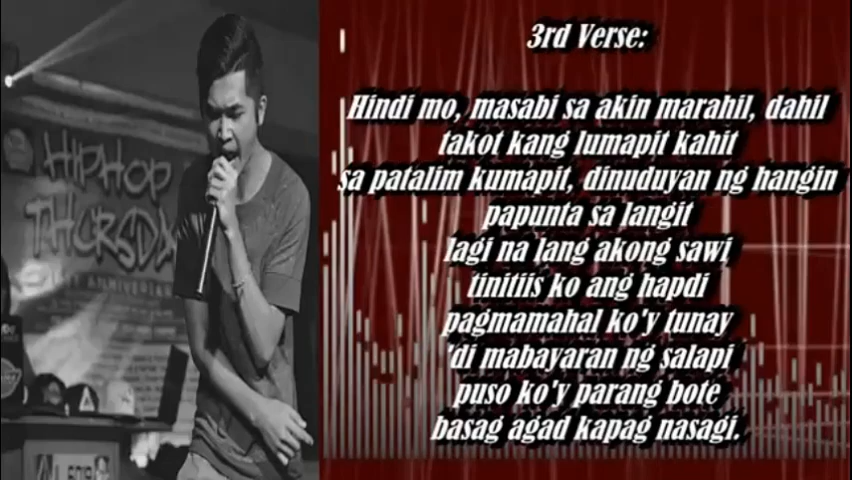 3rd Verse:
Hindi mo, masabi sa akin marahil, dahil
takot kang lumapit kahit
sa patalim kumapit, dinuduyan ng hangin
papunta sa langit
lagi na lang akong sawi
tinitiis ko ang hapdi
pagmamahal ko'y tunay
'di mabayaran ng salapi
puso ko'y parang bote
basag agad kapag nasagi.
HIPHOP
THURSDA